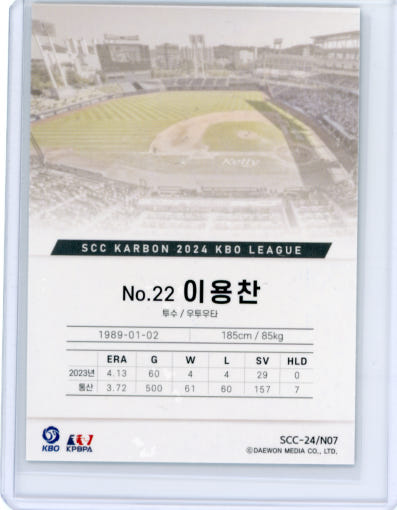 Kelly
SCC KARBON 2024 KBO LEAGUE
No.22 이용찬
투수 / 우투우타
1989-01-02 185cm / 85kg
ERA G W L SV HLD
2023년 4.13 60 4 4 29 0
통산 3.72 500 61 60 157 7
KBO KPBPA
SCC-24/N07
©DAEWON MEDIA CO., LTD.